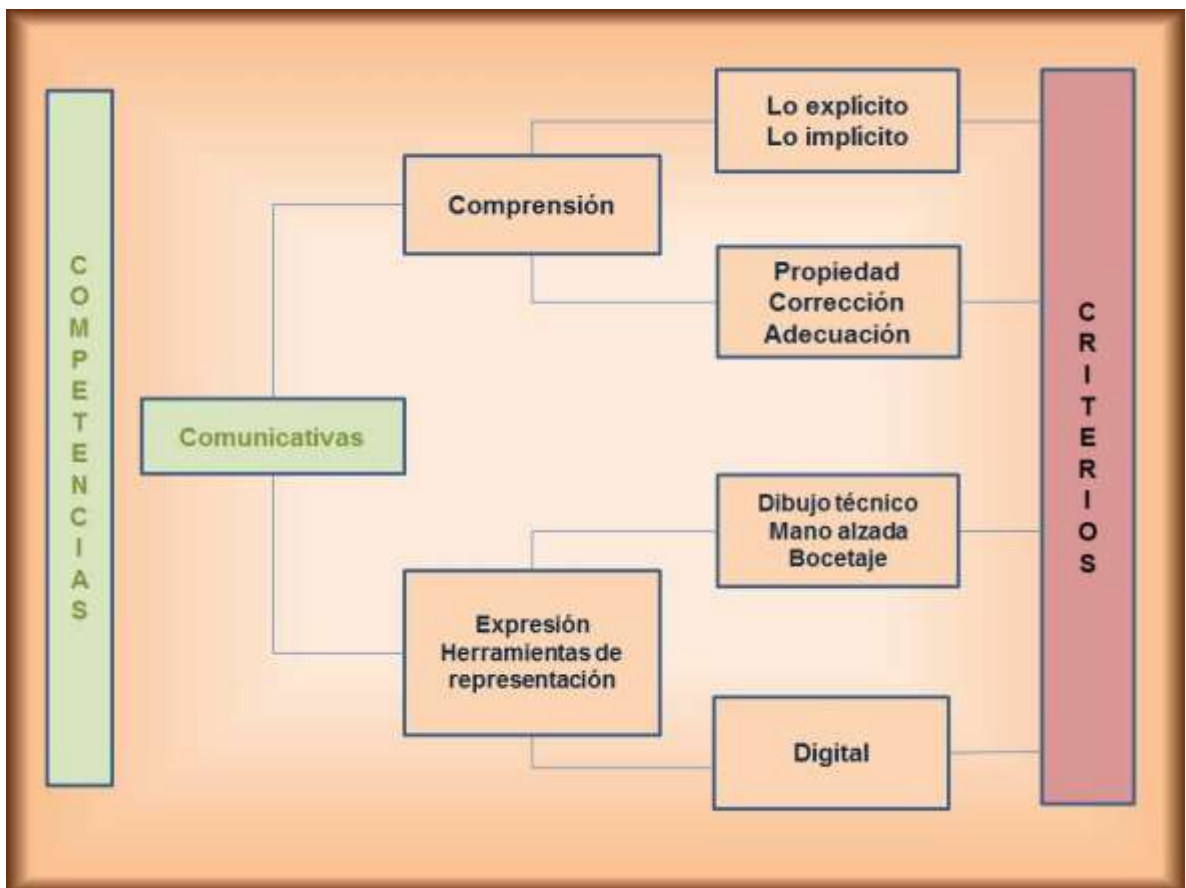 COMPETENCIAS
Comunicativas
Comprensión
Lo explícito
Lo implícito
Propiedad
Corrección
Adecuación
Expresión
Herramientas de
representación
Dibujo técnico
Mano alzada
Bocetaje
Digital
CRITERIOS